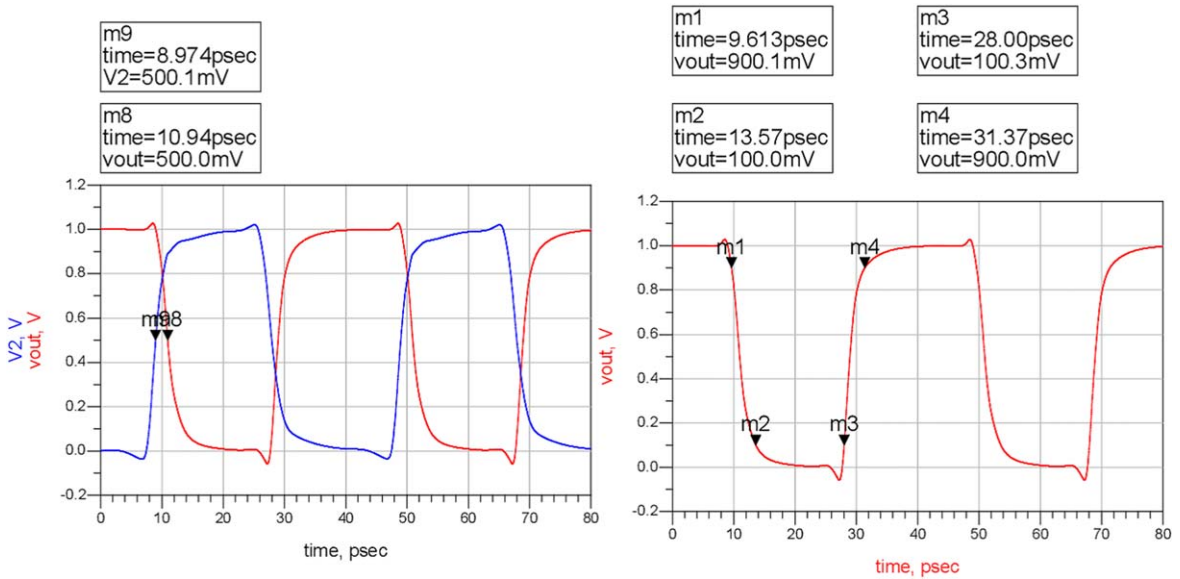 m9
time=8.974psec
V2=500.1mV
m8
time=10.94psec
vout=500.0mV
1.2
1.0
0.8
0.6
0.4
0.2
0.0
-0.2
V2, V
vout, V
m9
m8
0 10 20 30 40 50 60 70 80
time, psec
m1
time=9.613psec
vout=900.1mV
m3
time=28.00psec
vout=100.3mV
m2
time=13.57psec
vout=100.0mV
m4
time=31.37psec
vout=900.0mV
1.2
1.0
0.8
0.6
0.4
0.2
0.0
-0.2
vout, V
m1
m4
m2
m3
0 10 20 30 40 50 60 70 80
time, psec